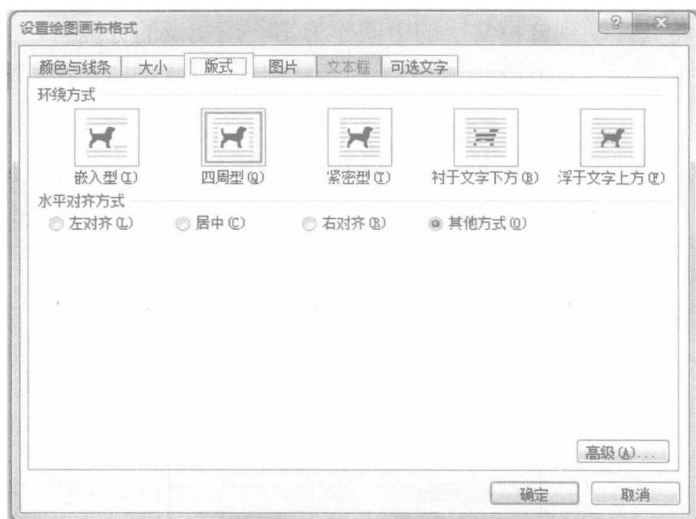 设置绘图画布格式
颜色与线条 大小 版式 图片 文本框 可选文字
环绕方式
嵌入型(I) 四周型(Q) 紧密型(T) 衬于文字下方(B) 浮于文字上方(F)
水平对齐方式
左对齐(L) 居中(C) 右对齐(R) 其他方式(O)
高级(A)...
确定 取消